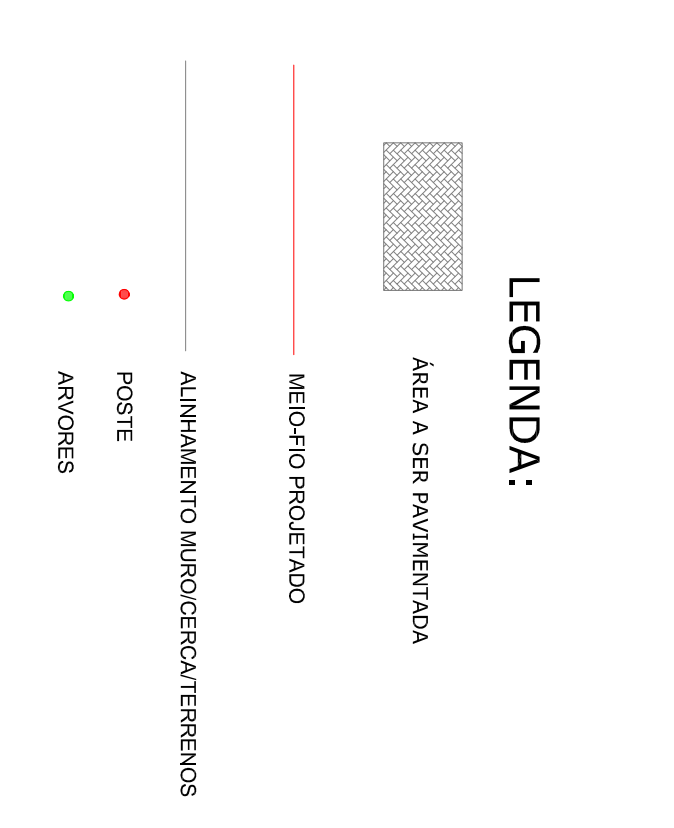 LEGENDA:
ÁREA A SER PAVIMENTADA
MEIO-FIO PROJETADO
ALINHAMENTO MURO/CERCA/TERRENOS
POSTE
ARVORES